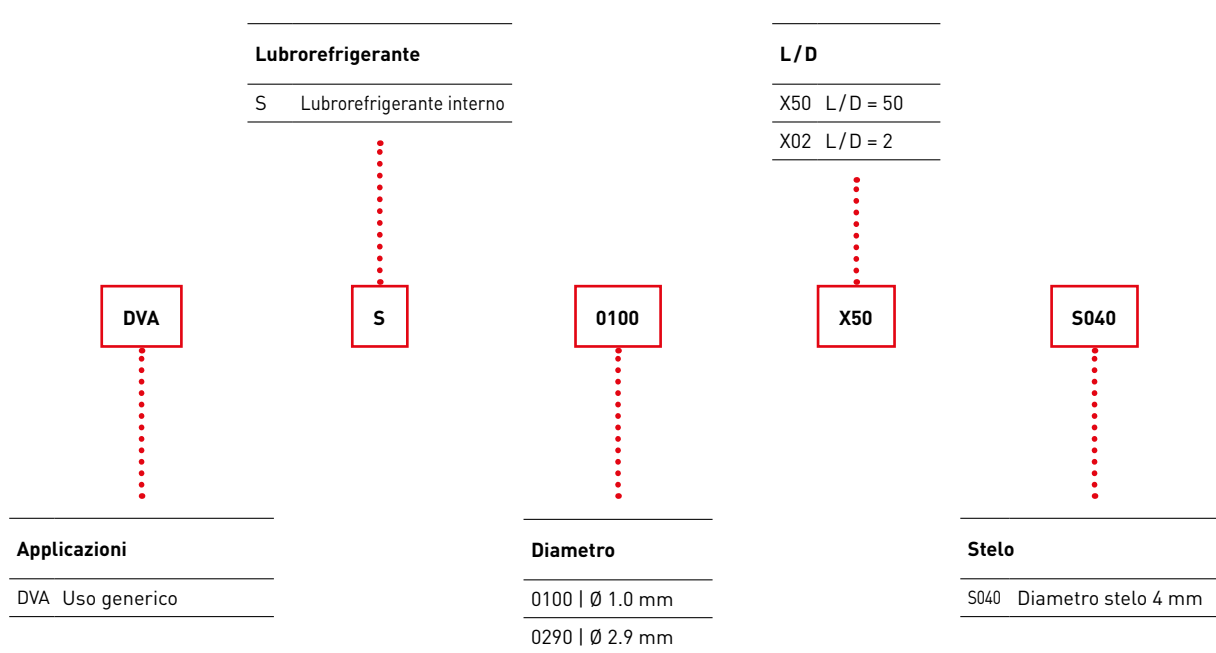 Lubrorefrigerante
S Lubrorefrigerante interno
L/D
X50 L/D = 50
X02 L/D = 2
DVA
S
0100
X50
S040
Applicazioni
DVA Uso generico
Diametro
0100 | Ø 1.0 mm
0290 | Ø 2.9 mm
Stelo
S040 Diametro stelo 4 mm